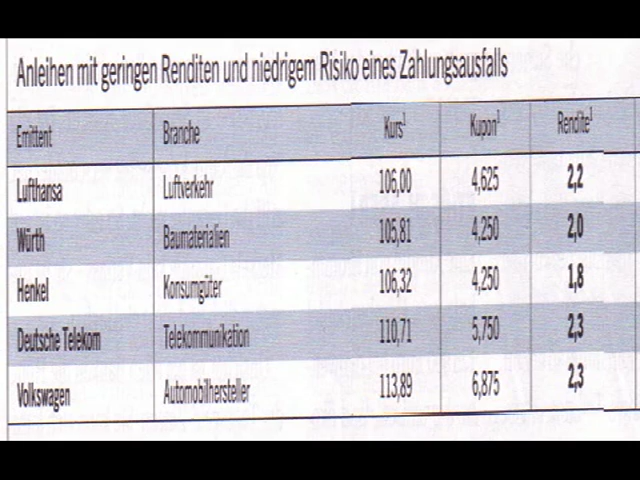 Anleihen mit geringen Renditen und niedrigem Risiko eines Zahlungsausfalls
Emittent Branche Kurs¹ Kupon¹ Rendite¹
Lufthansa Luftverkehr 106,00 4,625 2,2
Würth Baumaterialien 105,81 4,250 2,0
Henkel Konsumgüter 106,32 4,250 1,8
Deutsche Telekom Telekommunikation 110,71 5,750 2,3
Volkswagen Automobilhersteller 113,89 6,875 2,3